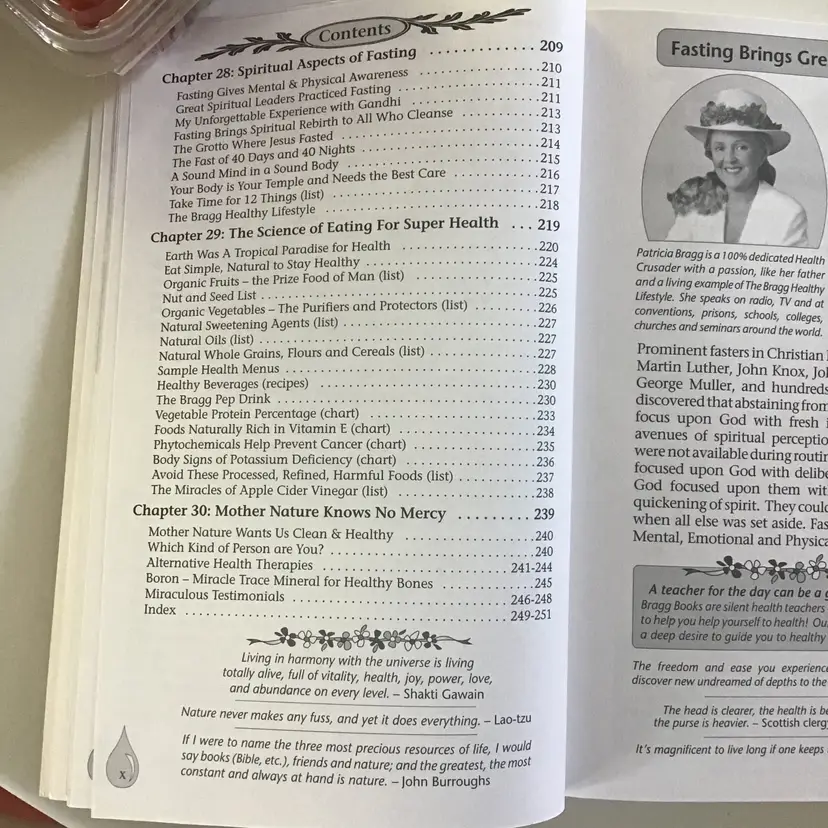 Contents
Chapter 28: Spiritual Aspects of Fasting ............ 209
Fasting Gives Mental & Physical Awareness ............ 210
Great Spiritual Leaders Practiced Fasting ............ 211
My Unforgettable Experience with Gandhi ............ 211
Fasting Brings Spiritual Rebirth to All Who Cleanse ............ 213
The Grotto Where Jesus Fasted ............ 213
The Fast of 40 Days and 40 Nights ............ 214
A Sound Mind in a Sound Body ............ 215
Your Body is Your Temple and Needs the Best Care ............ 216
Take Time for 12 Things (list) ............ 217
The Bragg Healthy Lifestyle ............ 218
Chapter 29: The Science of Eating For Super Health ... 219
Earth Was A Tropical Paradise for Health ............ 220
Eat Simple, Natural to Stay Healthy ............ 224
Organic Fruits – the Prize Food of Man (list) ............ 225
Nut and Seed List ............ 225
Organic Vegetables – The Purifiers and Protectors (list) ............ 226
Natural Sweetening Agents (list) ............ 227
Natural Oils (list) ............ 227
Natural Whole Grains, Flours and Cereals (list) ............ 227
Sample Health Menus ............ 228
Healthy Beverages (recipes) ............ 230
The Bragg Pep Drink ............ 230
Vegetable Protein Percentage (chart) ............ 233
Foods Naturally Rich in Vitamin E (chart) ............ 234
Phytochemicals Help Prevent Cancer (chart) ............ 235
Body Signs of Potassium Deficiency (chart) ............ 236
Avoid These Processed, Refined, Harmful Foods (list) ............ 237
The Miracles of Apple Cider Vinegar (list) ............ 238
Chapter 30: Mother Nature Knows No Mercy ......... 239
Mother Nature Wants Us Clean & Healthy ............ 240
Which Kind of Person are You? ............ 240
Alternative Health Therapies ............ 241-244
Boron – Miracle Trace Mineral for Healthy Bones ............ 245
Miraculous Testimonials ............ 246-248
Index ............ 249-251
Living in harmony with the universe is living
totally alive, full of vitality, health, joy, power, love,
and abundance on every level. – Shakti Gawain
Nature never makes any fuss, and yet it does everything. – Lao-tzu
If I were to name the three most precious resources of life, I would
say books (Bible, etc.), friends and nature; and the greatest, the most
constant and always at hand is nature. – John Burroughs
x
Fasting Brings Gre
Patricia Bragg is a 100% dedicated Health
Crusader with a passion, like her father
and a living example of The Bragg Healthy
Lifestyle. She speaks on radio, TV and at
conventions, prisons, schools, colleges,
churches and seminars around the world.
Prominent fasters in Christian
Martin Luther, John Knox, Jo
George Muller, and hundreds
discovered that abstaining from
focus upon God with fresh
avenues of spiritual perceptio
were not available during routin
focused upon God with delibe
God focused upon them wit
quickening of spirit. They could
when all else was set aside. Fas
Mental, Emotional and Physica
A teacher for the day can be a
Bragg Books are silent health teachers
to help you help yourself to health! Ou
a deep desire to guide you to healthy
The freedom and ease you experience
discover new undreamed of depths to the
The head is clearer, the health is be
the purse is heavier. – Scottish clerg
It's magnificent to live long if one keeps